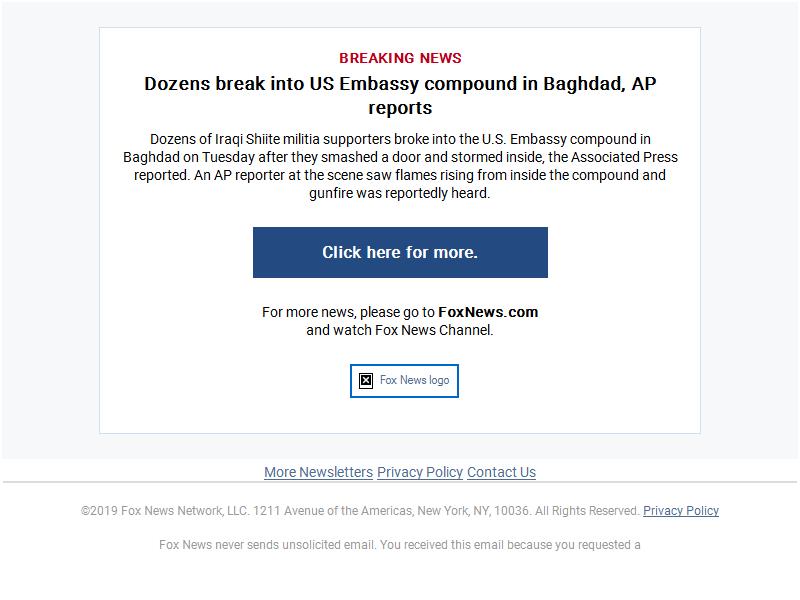 BREAKING NEWS
Dozens break into US Embassy compound in Baghdad, AP
reports
Dozens of Iraqi Shiite militia supporters broke into the U.S. Embassy compound in
Baghdad on Tuesday after they smashed a door and stormed inside, the Associated Press
reported. An AP reporter at the scene saw flames rising from inside the compound and
gunfire was reportedly heard.
Click here for more.
For more news, please go to FoxNews.com
and watch Fox News Channel.
Fox News logo
More Newsletters Privacy Policy Contact Us
©2019 Fox News Network, LLC. 1211 Avenue of the Americas, New York, NY, 10036. All Rights Reserved. Privacy Policy
Fox News never sends unsolicited email. You received this email because you requested a